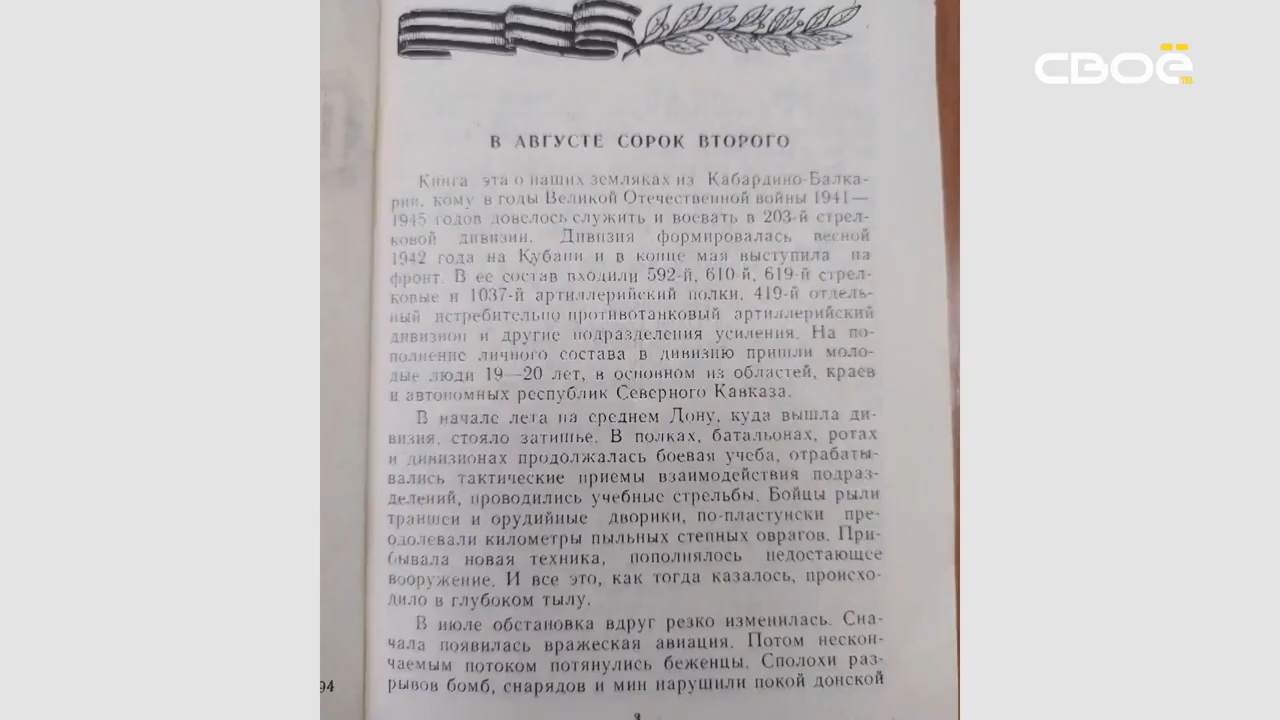 СВОЁ
ТВ
В АВГУСТЕ СОРОК ВТОРОГО
Книга эта о наших земляках из Кабардино-Балка-
рии, кому в годы Великой Отечественной войны 1941—
1945 годов довелось служить и воевать в 203-й стрел-
ковой дивизии. Дивизия формировалась весной
1942 года на Кубани и в конце мая выступила на
фронт. В ее состав входили 592-й, 610-й, 619-й стрел-
ковые и 1037-й артиллерийский полки, 419-й отдель-
ный истребительно-противотанковый артиллерийский
дивизион и другие подразделения усиления. На по-
полнение личного состава в дивизию пришли моло-
дые люди 19—20 лет, в основном из областей, краев
и автономных республик Северного Кавказа.
В начале лета на среднем Дону, куда вышла ди-
визия, стояло затишье. В полках, батальонах, ротах
и дивизионах продолжалась боевая учеба, отрабаты-
вались тактические приемы взаимодействия подраз-
делений, проводились учебные стрельбы. Бойцы рыли
траншеи и орудийные дворики, по-пластунски пре-
одолевали километры пыльных степных оврагов. При-
бывала новая техника, пополнялось недостающее
вооружение. И все это, как тогда казалось, происхо-
дило в глубоком тылу.
В июле обстановка вдруг резко изменилась. Сна-
чала появилась вражеская авиация. Потом нескон-
чаемым потоком потянулись беженцы. Сполохи раз-
рывов бомб, снарядов и мин нарушили покой донской
94
3